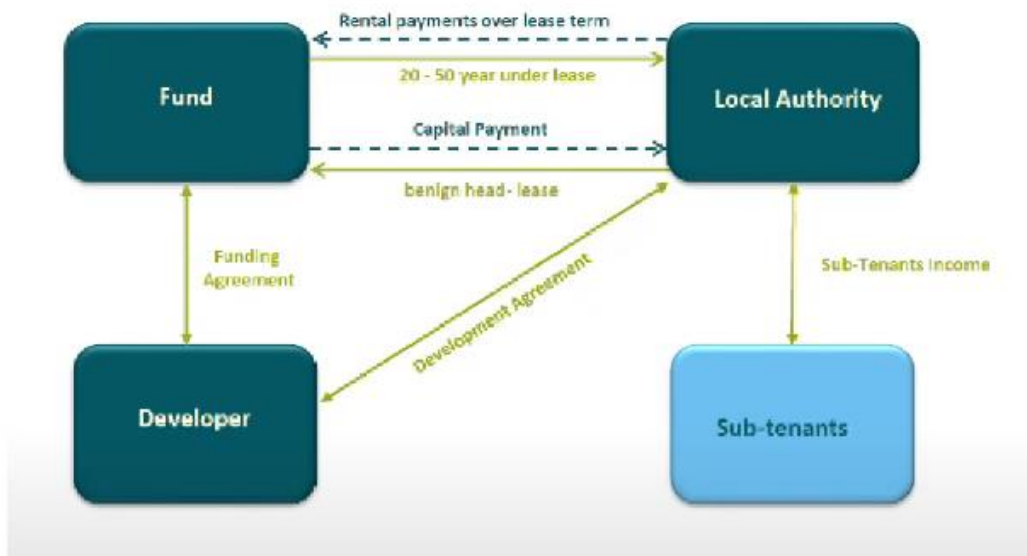 Rental payments over lease term
20 - 50 year under lease
Fund
Local Authority
Capital Payment
benign head- lease
Funding
Agreement
Development Agreement
Sub-Tenants Income
Developer
Sub-tenants